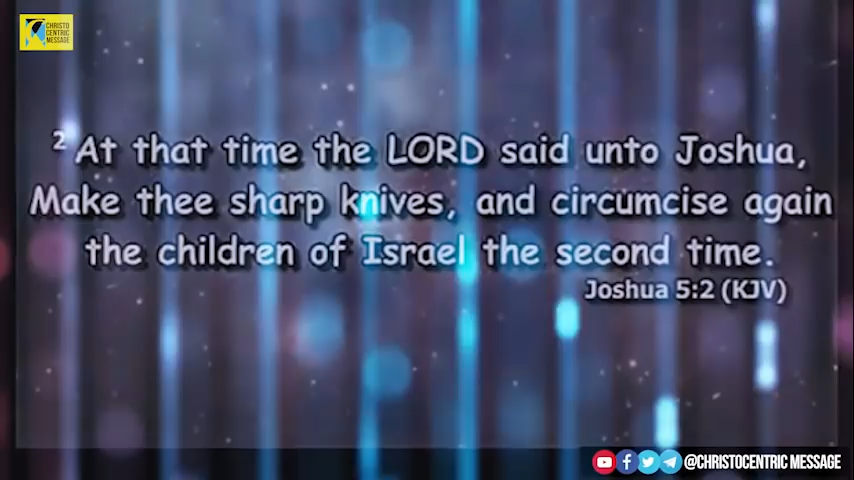 CHRISTO
CENTRIC
MESSAGE
2 At that time the LORD said unto Joshua,
Make thee sharp knives, and circumcise again
the children of Israel the second time.
Joshua 5:2 (KJV)
@CHRISTOCENTRIC MESSAGE